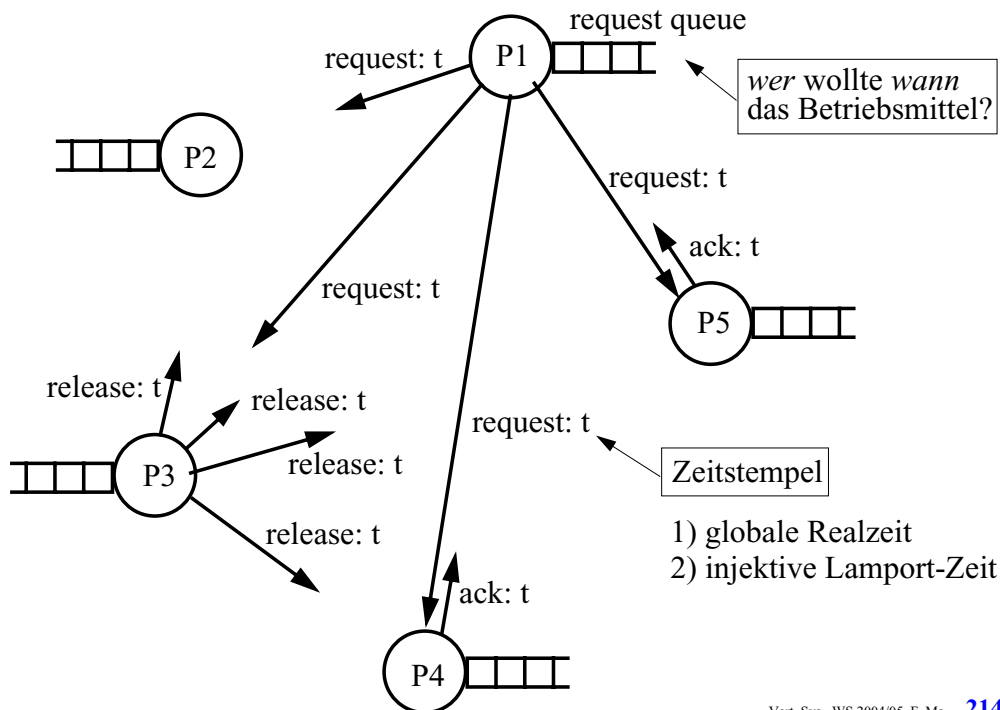 request queue
request: t
P1
wer wollte wann
das Betriebsmittel?
P2
request: t
ack: t
request: t
P5
release: t
release: t
request: t
release: t
P3
Zeitstempel
release: t
1) globale Realzeit
2) injektive Lamport-Zeit
ack: t
P4
214